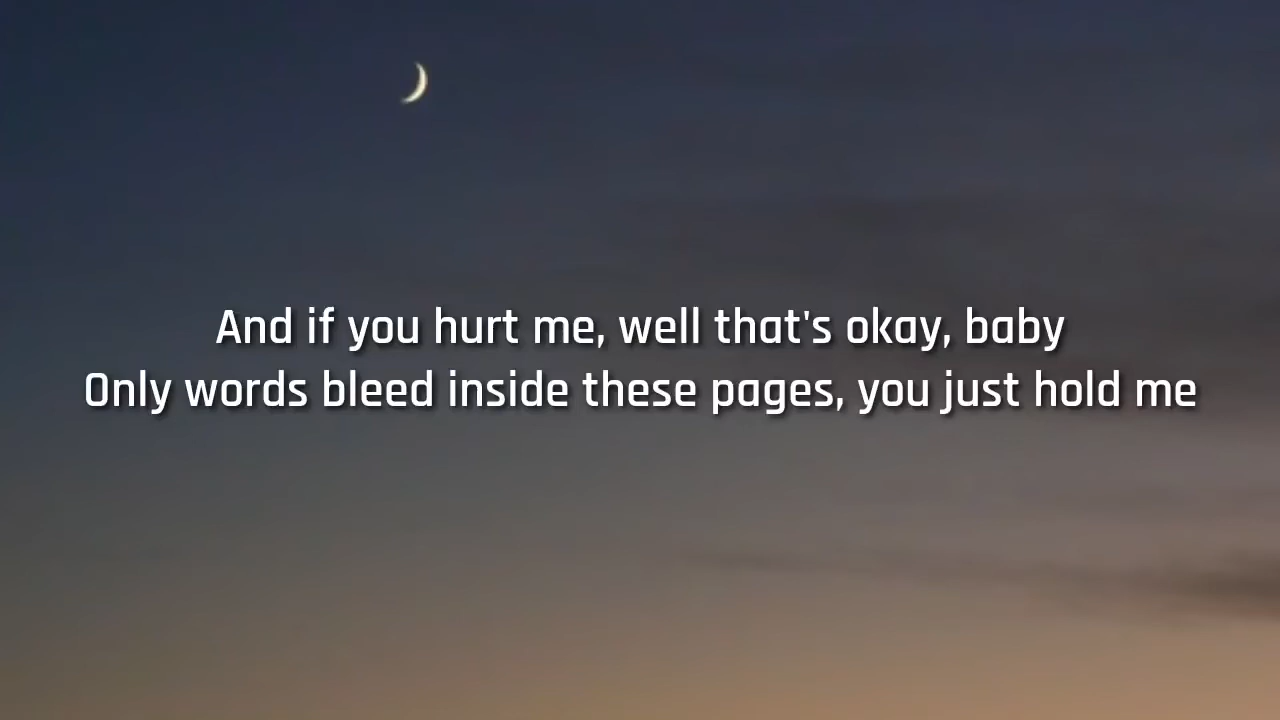 And if you hurt me, well that's okay, baby
Only words bleed inside these pages, you just hold me